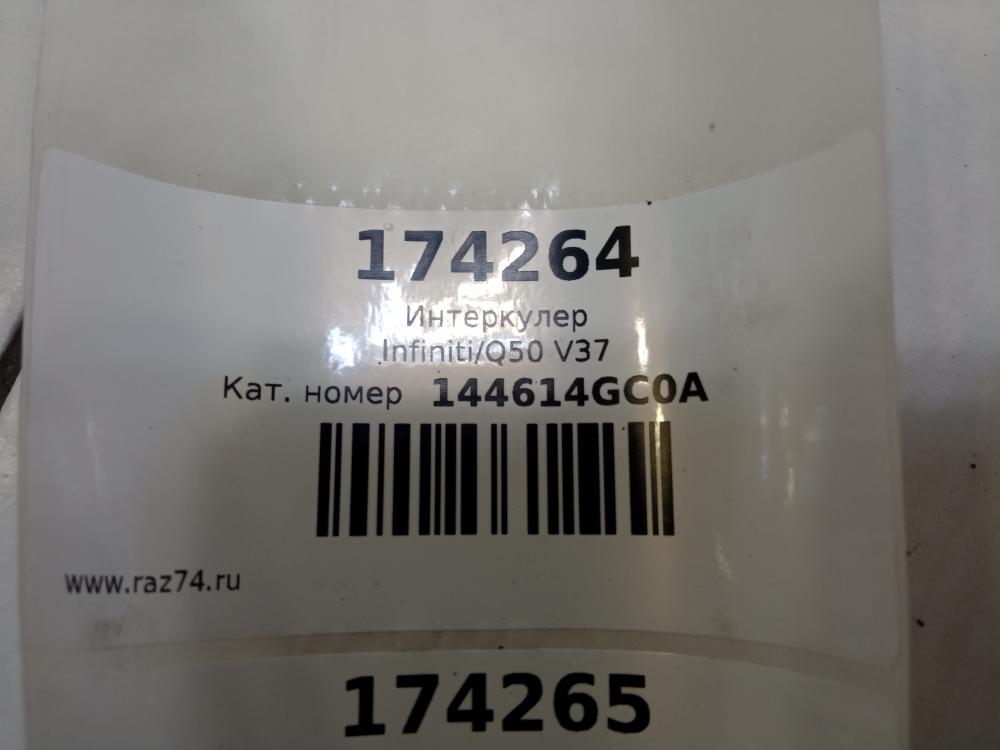 174264
Интеркулер
Infiniti/Q50 V37
Кат. номер 144614GC0A
www.raz74.ru
174265